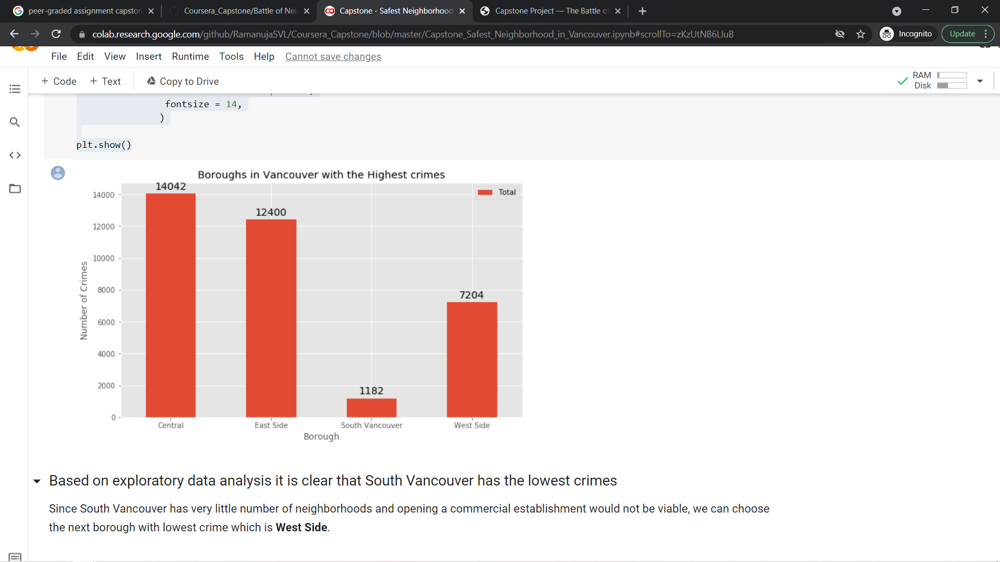 peer-graded assignment capston
Coursera_Capstone/Battle of Nei
Capstone - Safest Neighborhood
Capstone Project — The Battle of
colab.research.google.com/github/RamanujaSVL/Coursera_Capstone/blob/master/Capstone_Safest_Neighborhood_in_Vancouver.ipynb#scrollTo=zKzUtNB6LIuB
Incognito
Update
File Edit View Insert Runtime Tools Help Cannot save changes
+ Code + Text Copy to Drive
RAM
Disk
fontsize = 14,
)
plt.show()
Boroughs in Vancouver with the Highest crimes
Total
14042
12400
1182
7204
14000
12000
10000
8000
6000
4000
2000
0
Number of Crimes
Central East Side South Vancouver West Side
Borough
Based on exploratory data analysis it is clear that South Vancouver has the lowest crimes
Since South Vancouver has very little number of neighborhoods and opening a commercial establishment would not be viable, we can choose
the next borough with lowest crime which is West Side.